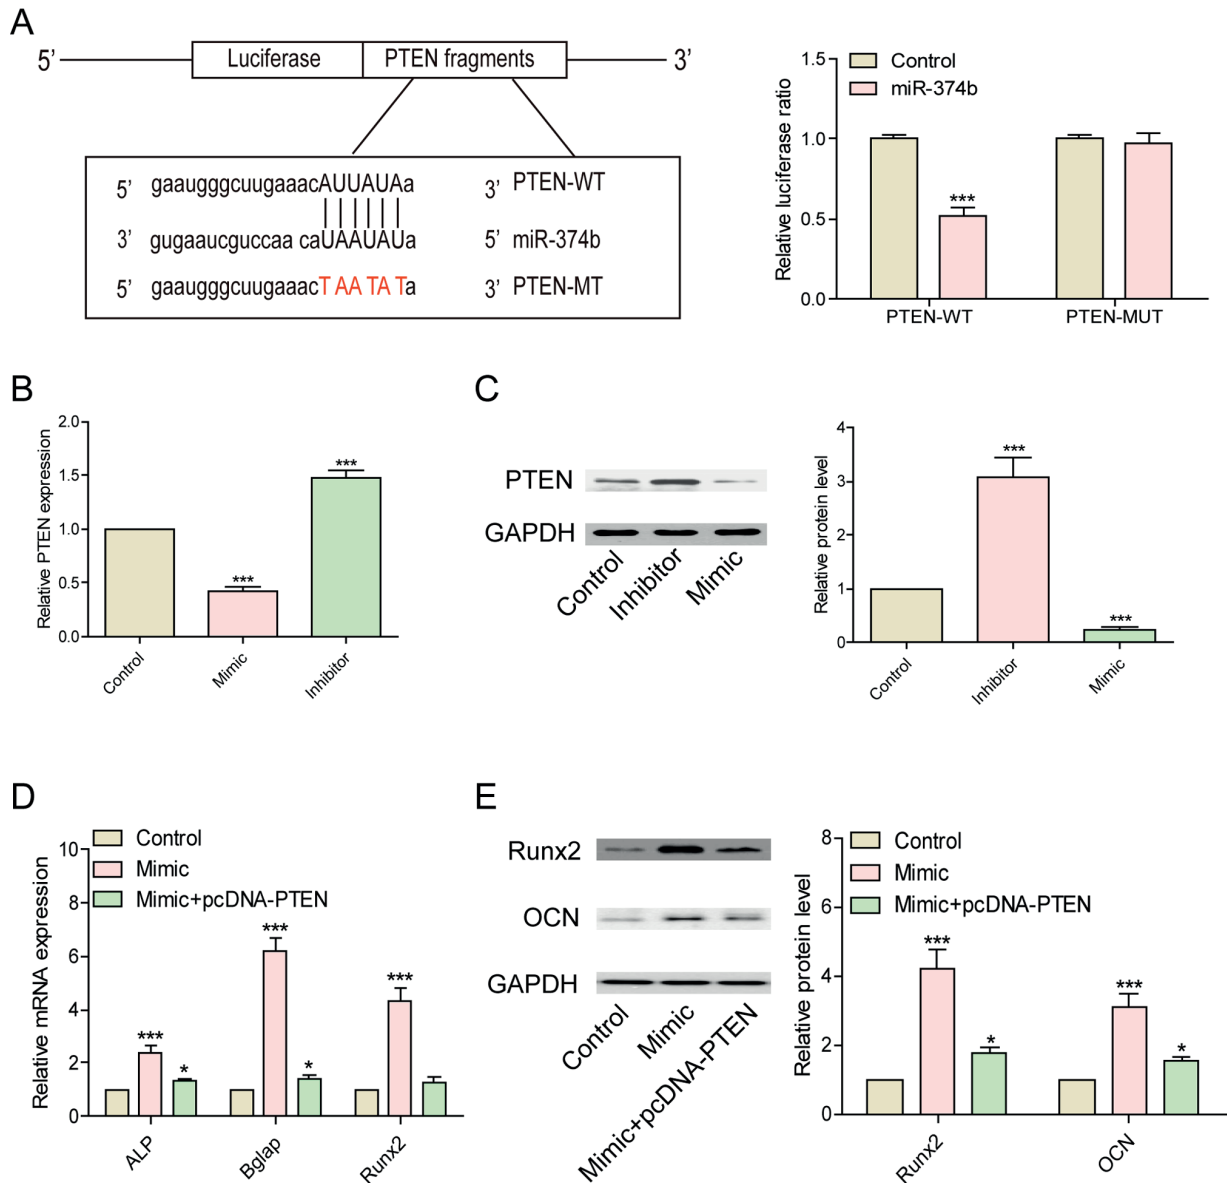 A
5’ Luciferase PTEN fragments 3’
5’ gaaugggcuugaaacAUUAUAa 3’ PTEN-WT
3’ gugaaucguccaa caUAAUAUa 5’ miR-374b
5’ gaaugggcuugaaacT AA TA Ta 3’ PTEN-MT
Relative luciferase ratio
1.5
1.0
0.5
0.0
Control
miR-374b
***
PTEN-WT PTEN-MUT
B
Relative PTEN expression
2.0
1.5
1.0
0.5
0.0
*** ***
Control Mimic Inhibitor
C
PTEN
GAPDH
Control Inhibitor Mimic
Relative protein level
4
3
2
1
0
*** ***
Control Inhibitor Mimic
D
Control
Mimic
Mimic+pcDNA-PTEN
Relative mRNA expression
10
8
6
4
2
0
*** * *** * ***
ALP Bglap Runx2
E
Runx2
OCN
GAPDH
Control Mimic Mimic+pcDNA-PTEN
Relative protein level
8
6
4
2
0
Control
Mimic
Mimic+pcDNA-PTEN
*** * *** *
Runx2 OCN